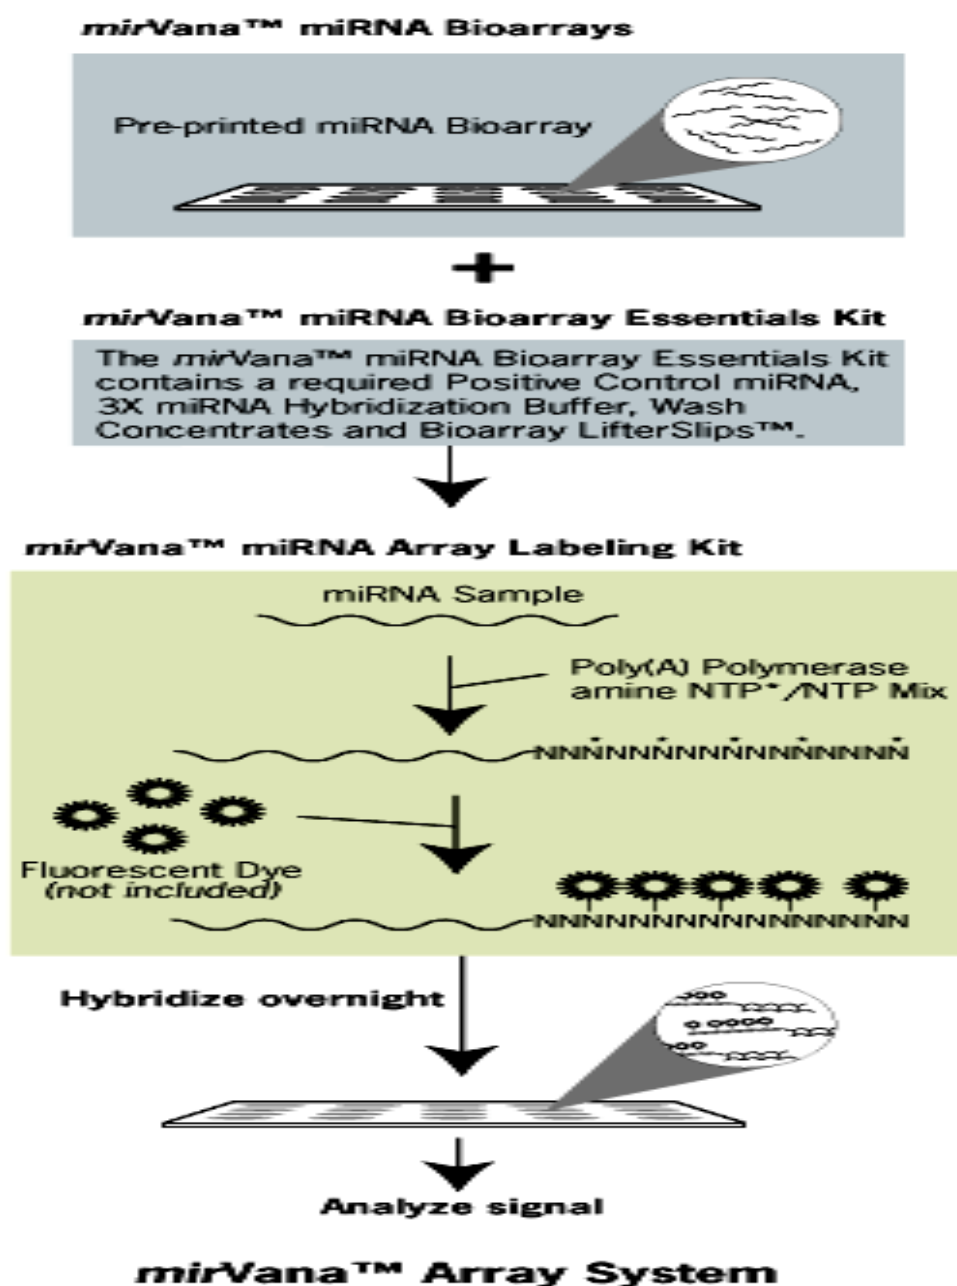 mirVana™ miRNA Bioarrays
Pre-printed miRNA Bioarray
+
mirVana™ miRNA Bioarray Essentials Kit
The mirVana™ miRNA Bioarray Essentials Kit
contains a required Positive Control miRNA,
3X miRNA Hybridization Buffer, Wash
Concentrates and Bioarray LifterSlips™.
mirVana™ miRNA Array Labeling Kit
miRNA Sample
Poly(A) Polymerase
amine NTP*/NTP Mix
NNNNNNNNNNNNNNNN
Fluorescent Dye
(not included)
NNNNNNNNNNNNNNNN
Hybridize overnight
Analyze signal
mirVana™ Array System